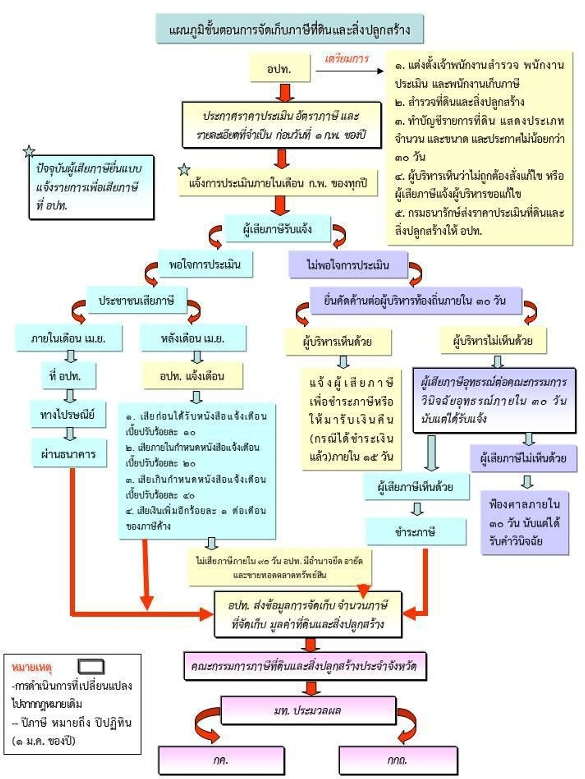 แผนภูมิขั้นตอนการจัดเก็บภาษีที่ดินและสิ่งปลูกสร้าง
อปท.
เตรียมการ
๑. แต่งตั้งเจ้าพนักงานสำรวจ พนักงาน
ประเมิน และพนักงานเก็บภาษี
๒. สำรวจที่ดินและสิ่งปลูกสร้าง
๓. ทำบัญชีรายการที่ดิน แสดงประเภท
จำนวน และขนาด และประกาศไม่น้อยกว่า
๓๐ วัน
๔. ผู้บริหารเห็นว่าไม่ถูกต้องสั่งแก้ไข หรือ
ผู้เสียภาษีแจ้งผู้บริหารขอแก้ไข
๕. กรมธนารักษ์ส่งราคาประเมินที่ดินและ
สิ่งปลูกสร้างให้ อปท.
ประกาศราคาประเมิน อัตราภาษี และ
รายละเอียดที่จำเป็น ก่อนวันที่ ๑ ก.พ. ของปี
ปัจจุบันผู้เสียภาษียื่นแบบ
แจ้งรายการเพื่อเสียภาษี
ที่ อปท.
แจ้งการประเมินภายในเดือน ก.พ. ของทุกปี
ผู้เสียภาษีรับแจ้ง
พอใจการประเมิน
ไม่พอใจการประเมิน
ประชาชนเสียภาษี
ยื่นคัดค้านต่อผู้บริหารท้องถิ่นภายใน ๓๐ วัน
ภายในเดือน เม.ย.
หลังเดือน เม.ย.
ผู้บริหารเห็นด้วย
ผู้บริหารไม่เห็นด้วย
ที่ อปท.
อปท. แจ้งเตือน
แจ้งผู้เสียภาษี
เพื่อชำระภาษีหรือ
ให้มารับเงินคืน
(กรณีได้ชำระเงิน
แล้ว)ภายใน ๑๕ วัน
ผู้เสียภาษีอุทธรณ์ต่อคณะกรรมการ
วินิจฉัยอุทธรณ์ภายใน ๓๐ วัน
นับแต่ได้รับแจ้ง
ทางไปรษณีย์
ผ่านธนาคาร
๑. เสียก่อนได้รับหนังสือแจ้งเตือน
เบี้ยปรับร้อยละ ๑๐
๒. เสียภายในกำหนดหนังสือแจ้งเตือน
เบี้ยปรับร้อยละ ๒๐
๓. เสียเกินกำหนดหนังสือแจ้งเตือน
เบี้ยปรับร้อยละ ๔๐
๔. เสียเงินเพิ่มอีกร้อยละ ๑ ต่อเดือน
ของภาษีค้าง
ผู้เสียภาษีไม่เห็นด้วย
ผู้เสียภาษีเห็นด้วย
ฟ้องศาลภายใน
๓๐ วัน นับแต่ได้
รับคำวินิจฉัย
ชำระภาษี
ไม่เสียภาษีภายใน ๙๐ วัน อปท. มีอำนาจยึด อายัด
และขายทอดตลาดทรัพย์สิน
อปท. ส่งข้อมูลการจัดเก็บ จำนวนภาษี
ที่จัดเก็บ มูลค่าที่ดินและสิ่งปลูกสร้าง
คณะกรรมการภาษีที่ดินและสิ่งปลูกสร้างประจำจังหวัด
มท. ประมวลผล
กค.
กกถ.
หมายเหตุ
-การดำเนินการที่เปลี่ยนแปลง
ไปจากกฎหมายเดิม
-- ปีภาษี หมายถึง ปีปฏิทิน
(๑ ม.ค. ของปี)